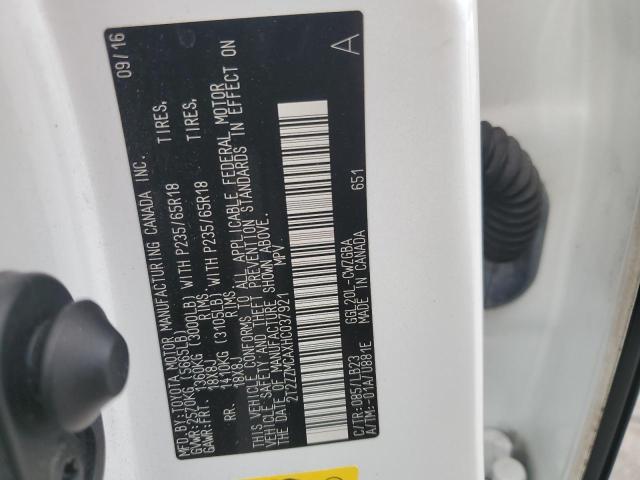 MFD.BY:TOYOTA MOTOR MANUFACTURING CANADA INC. 09/16
GVWR:2570KG (5665LB)
GAWR:FRT. 1360KG (3000LB) WITH P235/65R18 TIRES,
18X8J RIMS
RR. 1410KG (3105LB) WITH P235/65R18 TIRES,
18X8J RIMS
THIS VEHICLE CONFORMS TO ALL APPLICABLE FEDERAL MOTOR
VEHICLE SAFETY AND THEFT PREVENTION STANDARDS IN EFFECT ON
THE DATE OF MANUFACTURE SHOWN ABOVE.
2T2ZZMCAXHC037921 MPV
A
C/TR:085/LB23 GGL20L-CWZGBA
A/TM:-01A/U881E MADE IN CANADA 651